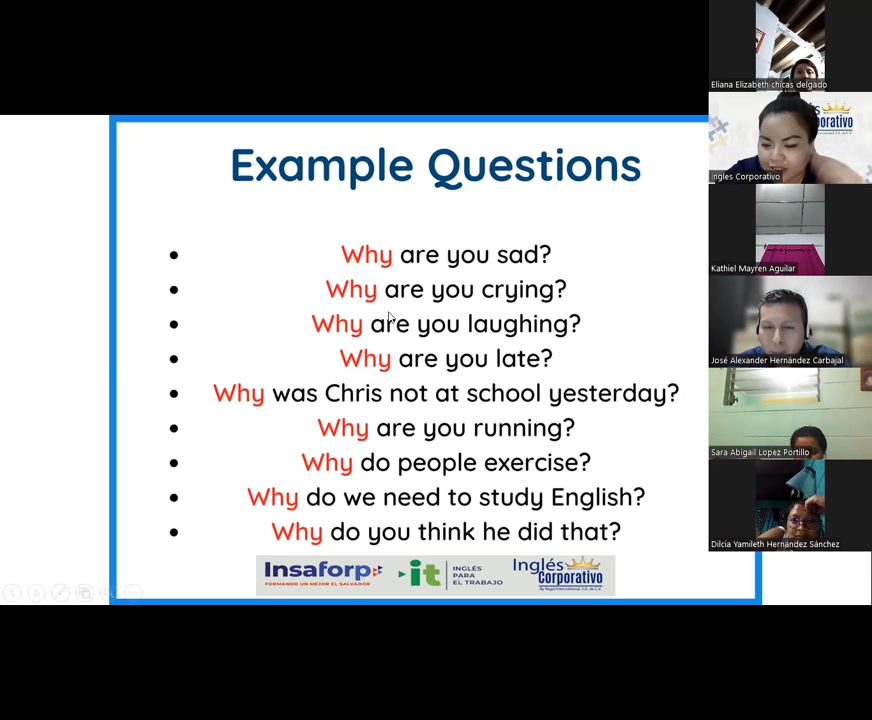 Example Questions
Why are you sad?
Why are you crying?
Why are you laughing?
Why are you late?
Why was Chris not at school yesterday?
Why are you running?
Why do people exercise?
Why do we need to study English?
Why do you think he did that?
Insaforp
FORMANDO UN MEJOR EL SALVADOR
it
INGLÉS
PARA
EL TRABAJO
Inglés
Corporativo
By Regal International, S.A. de C.V.
Eliana Elizabeth chicas delgado
orporativo
Ingles Corporativo
Kathiel Mayren Aguilar
José Alexander Hernández Carbajal
Sara Abigail Lopez Portillo
Dilcia Yamileth Hernández Sánchez